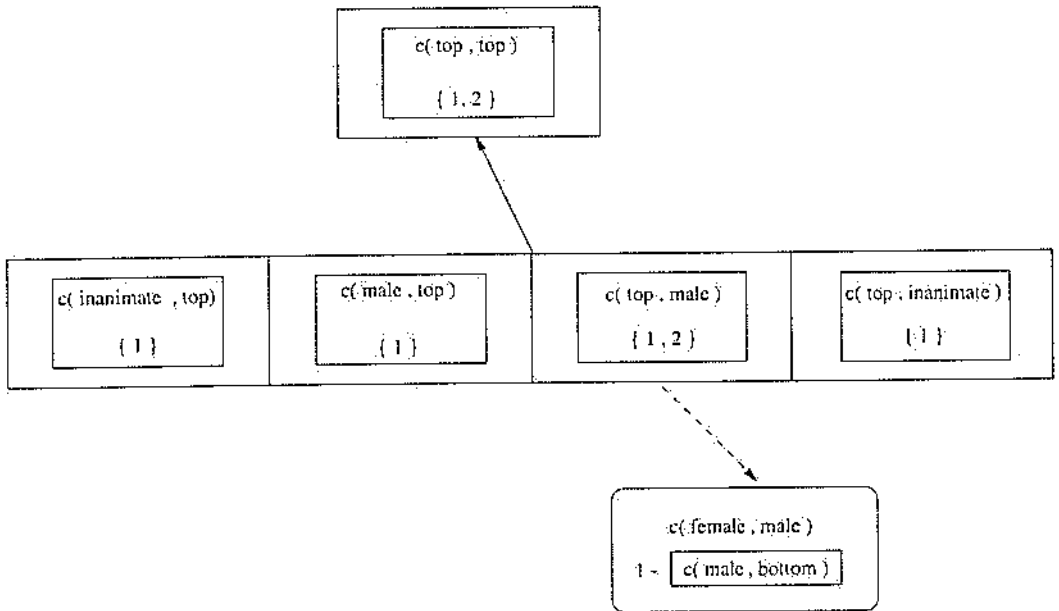 c( top , top )
{ 1, 2 }
c( inanimate , top)
{ 1 }
c( male , top )
{ 1 }
c( top , male )
{ 1 , 2 }
c( top , inanimate )
{ 1 }
c( female , male )
1 - c( male , bottom )